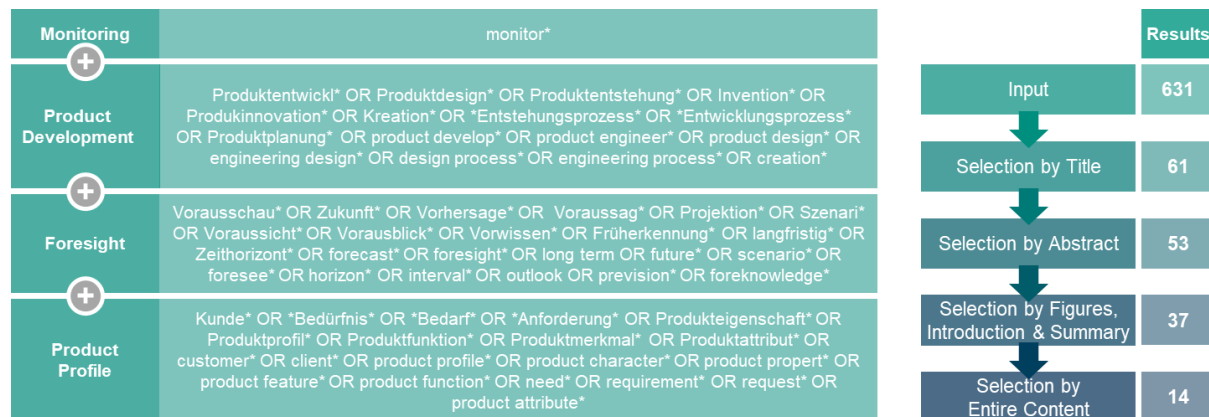 Monitoring
monitor*
Product
Development
Produktentwickl* OR Produktdesign* OR Produktentstehung* OR Invention* OR
Produkinnovation* OR Kreation* OR *Entstehungsprozess* OR *Entwicklungsprozess*
OR Produktplanung* OR product develop* OR product engineer* OR product design* OR
engineering design* OR design process* OR engineering process* OR creation*
Foresight
Vorausschau* OR Zukunft* OR Vorhersage* OR Voraussag* OR Projektion* OR Szenari*
OR Voraussicht* OR Vorausblick* OR Vorwissen* OR Früherkennung* OR langfristig* OR
Zeithorizont* OR forecast* OR foresight* OR long term OR future* OR scenario* OR
foresee* OR horizon* OR interval* OR outlook OR prevision* OR foreknowledge*
Product
Profile
Kunde* OR *Bedürfnis* OR *Bedarf* OR *Anforderung* OR Produkteigenschaft* OR
Produktprofil* OR Produktfunktion* OR Produktmerkmal* OR Produktattribut* OR
customer* OR client* OR product profile* OR product character* OR product propert* OR
product feature* OR product function* OR need* OR requirement* OR request* OR
product attribute*
Results
Input
631
Selection by Title
61
Selection by Abstract
53
Selection by Figures,
Introduction & Summary
37
Selection by
Entire Content
14